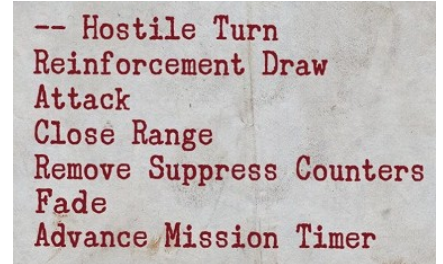 -- Hostile Turn
Reinforcement Draw
Attack
Close Range
Remove Suppress Counters
Fade
Advance Mission Timer